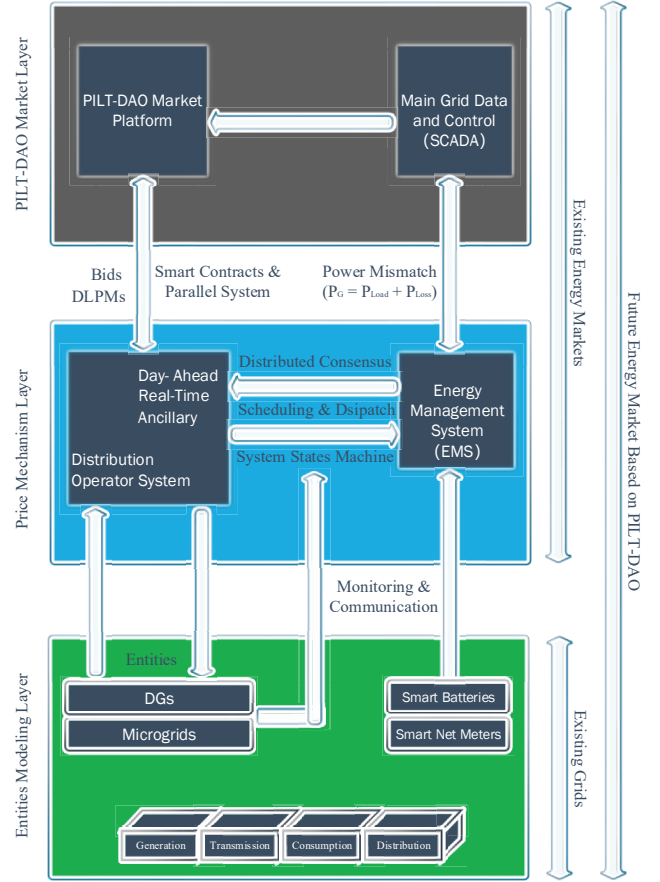 PILT-DAO Market Layer
PILT-DAO Market
Platform
Main Grid Data
and Control
(SCADA)
Bids
DLPMs
Smart Contracts &
Parallel System
Power Mismatch
(PG = PLoad + PLoss)
Price Mechanism Layer
Day- Ahead
Real-Time
Ancillary
Distribution
Operator System
Distributed Consensus
Scheduling & Dsipatch
System States Machine
Energy
Management
System
(EMS)
Monitoring &
Communication
Entities Modeling Layer
Entities
DGs
Microgrids
Smart Batteries
Smart Net Meters
Generation
Transmission
Consumption
Distribution
Existing Energy Markets
Existing Grids
Future Energy Market Based on PILT-DAO